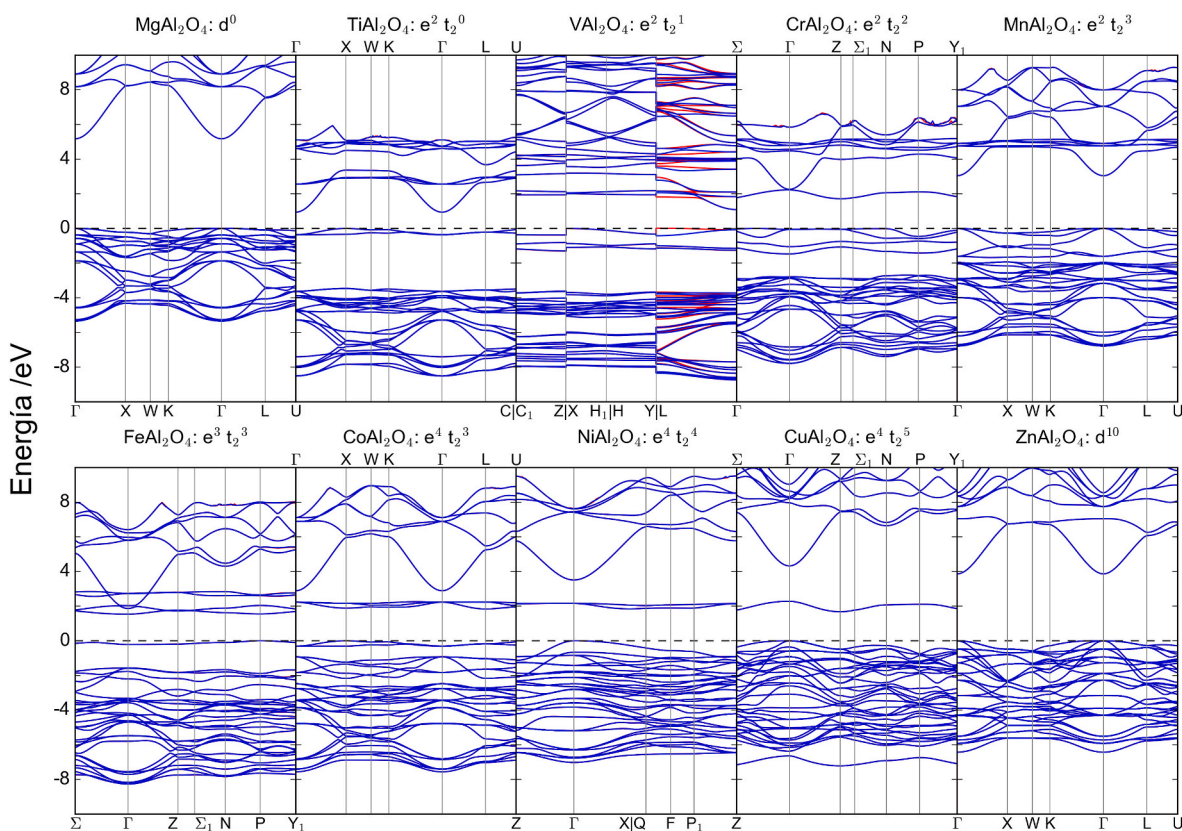 MgAl₂O₄: d⁰ TiAl₂O₄: e² t₂⁰ VAl₂O₄: e² t₂¹ CrAl₂O₄: e² t₂² MnAl₂O₄: e² t₂³
Γ X W K Γ L U Σ Γ Z Σ₁ N P Y₁
8
4
0
-4
-8
Γ X W K Γ L U C|C₁ Z|X H₁|H Y|L Γ Γ X W K Γ L U
Energía /eV
FeAl₂O₄: e³ t₂³ CoAl₂O₄: e⁴ t₂³ NiAl₂O₄: e⁴ t₂⁴ CuAl₂O₄: e⁴ t₂⁵ ZnAl₂O₄: d¹⁰
Γ X W K Γ L U Σ Γ Z Σ₁ N P Y₁
8
4
0
-4
-8
Σ Γ Z Σ₁ N P Y₁ Z Γ X|Q F P₁ Z Γ X W K Γ L U